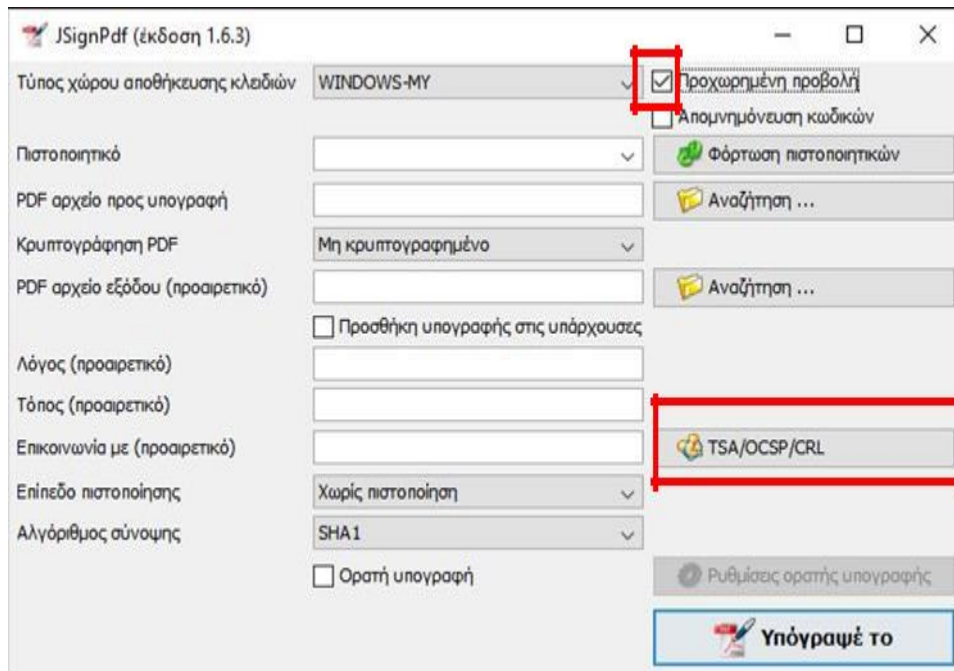 JSignPdf (έκδοση 1.6.3)
Τύπος χώρου αποθήκευσης κλειδιών WINDOWS-MY Προχωρημένη προβολή
Απομνημόνευση κωδικών
Πιστοποιητικό Φόρτωση πιστοποιητικών
PDF αρχείο προς υπογραφή Αναζήτηση ...
Κρυπτογράφηση PDF Μη κρυπτογραφημένο
PDF αρχείο εξόδου (προαιρετικό) Αναζήτηση ...
Προσθήκη υπογραφής στις υπάρχουσες
Λόγος (προαιρετικό)
Τόπος (προαιρετικό)
Επικοινωνία με (προαιρετικό) TSA/OCSP/CRL
Επίπεδο πιστοποίησης Χωρίς πιστοποίηση
Αλγόριθμος σύνοψης SHA1
Ορατή υπογραφή Ρυθμίσεις ορατής υπογραφής
Υπόγραψέ το